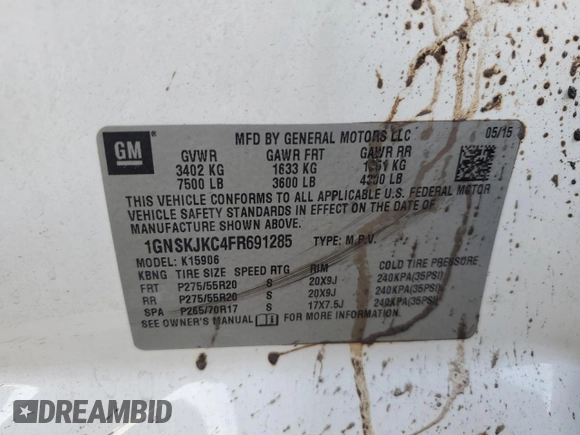 GM
MFD BY GENERAL MOTORS LLC 05/15
GVWR GAWR FRT GAWR RR
3402 KG 1633 KG KG
7500 LB 3600 LB LB
THIS VEHICLE CONFORMS TO ALL APPLICABLE U.S. FEDERAL MOTOR
VEHICLE SAFETY STANDARDS IN EFFECT ON THE DATE OF
MANUFACTURE SHOWN ABOVE.
1GNSKJKC4FR691285 TYPE: M.P.V.
MODEL: K15906
KBNG TIRE SIZE SPEED RTG RIM COLD TIRE PRESSURE
FRT P275/55R20 S 20X9J 240KPA(35PSI)
RR P275/55R20 S 20X9J 240KPA(35PSI)
SPA P265/70R17 S 17X7.5J 240KPA(35PSI)
SEE OWNER'S MANUAL FOR ADDITIONAL INFORMATION.
DREAMBID